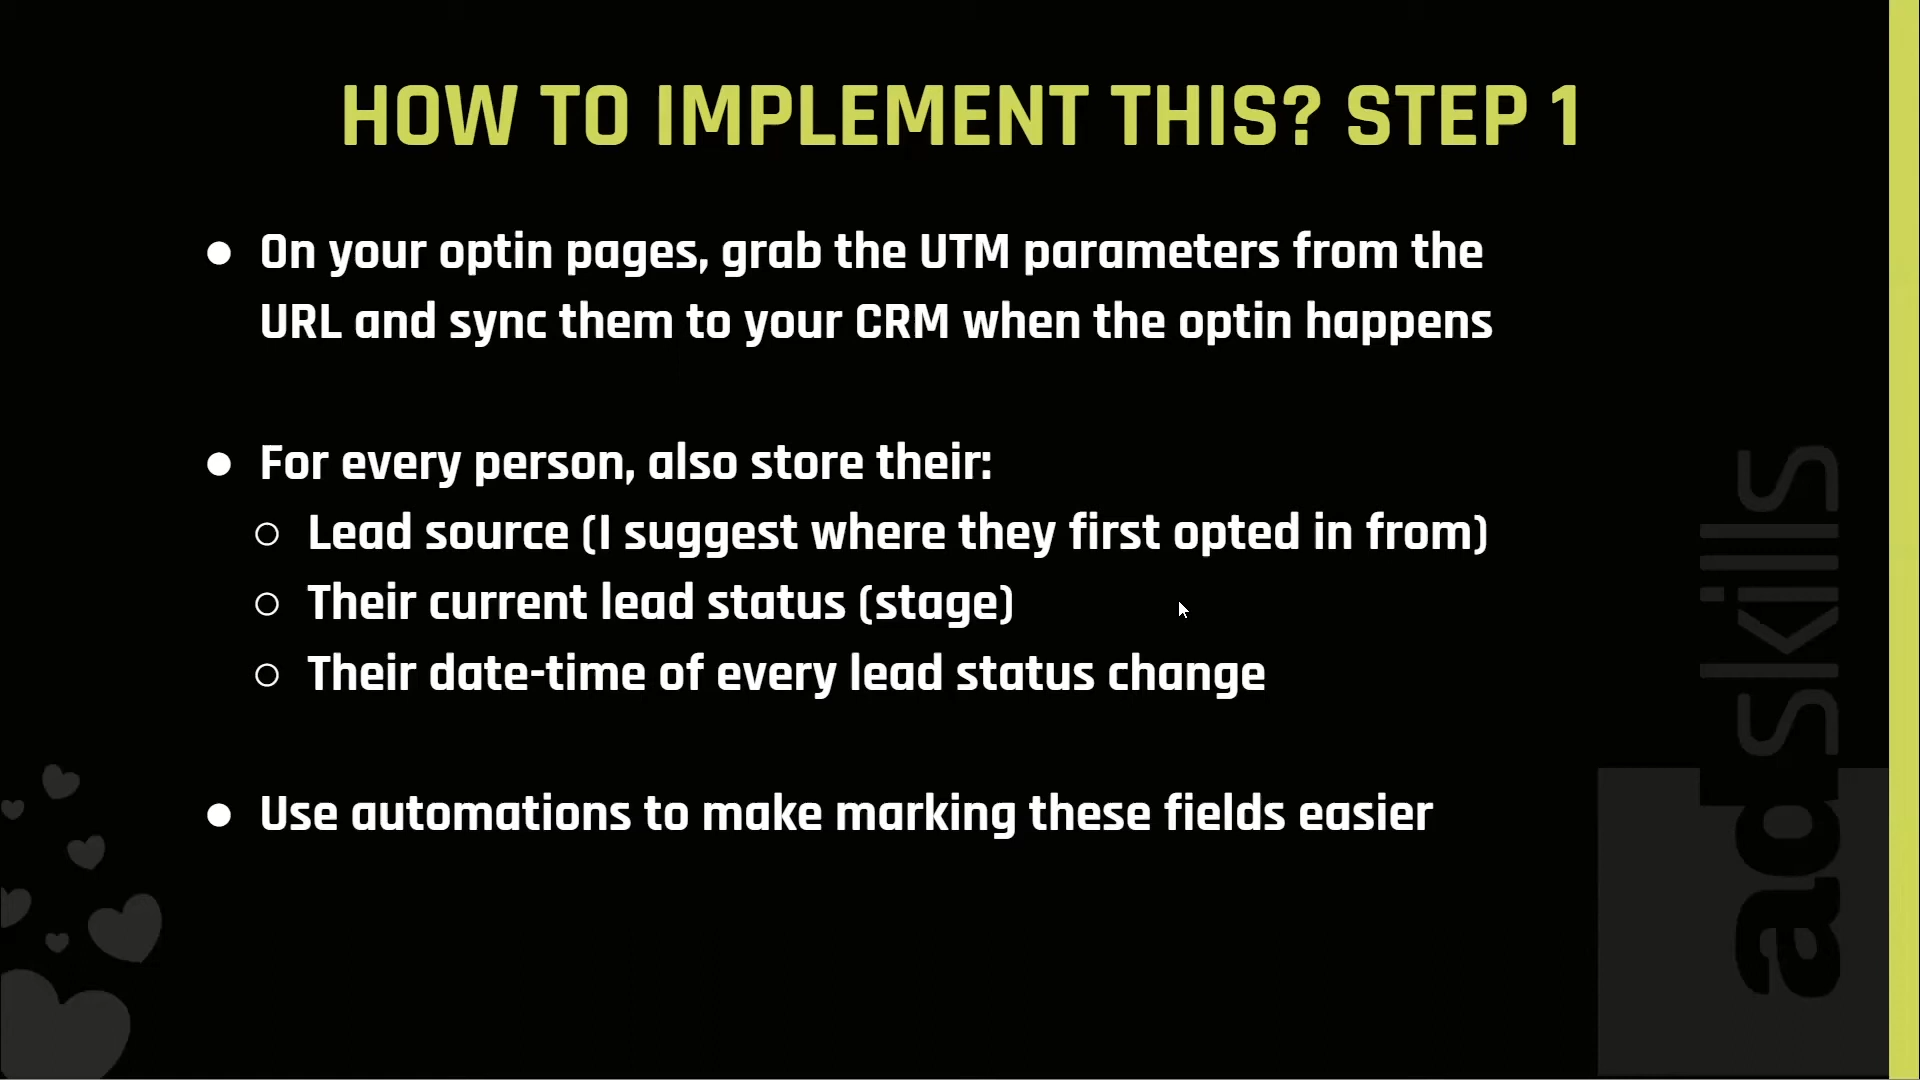 HOW TO IMPLEMENT THIS? STEP 1
● On your optin pages, grab the UTM parameters from the
URL and sync them to your CRM when the optin happens
● For every person, also store their:
○ Lead source (I suggest where they first opted in from)
○ Their current lead status (stage)
○ Their date-time of every lead status change
● Use automations to make marking these fields easier
adskills